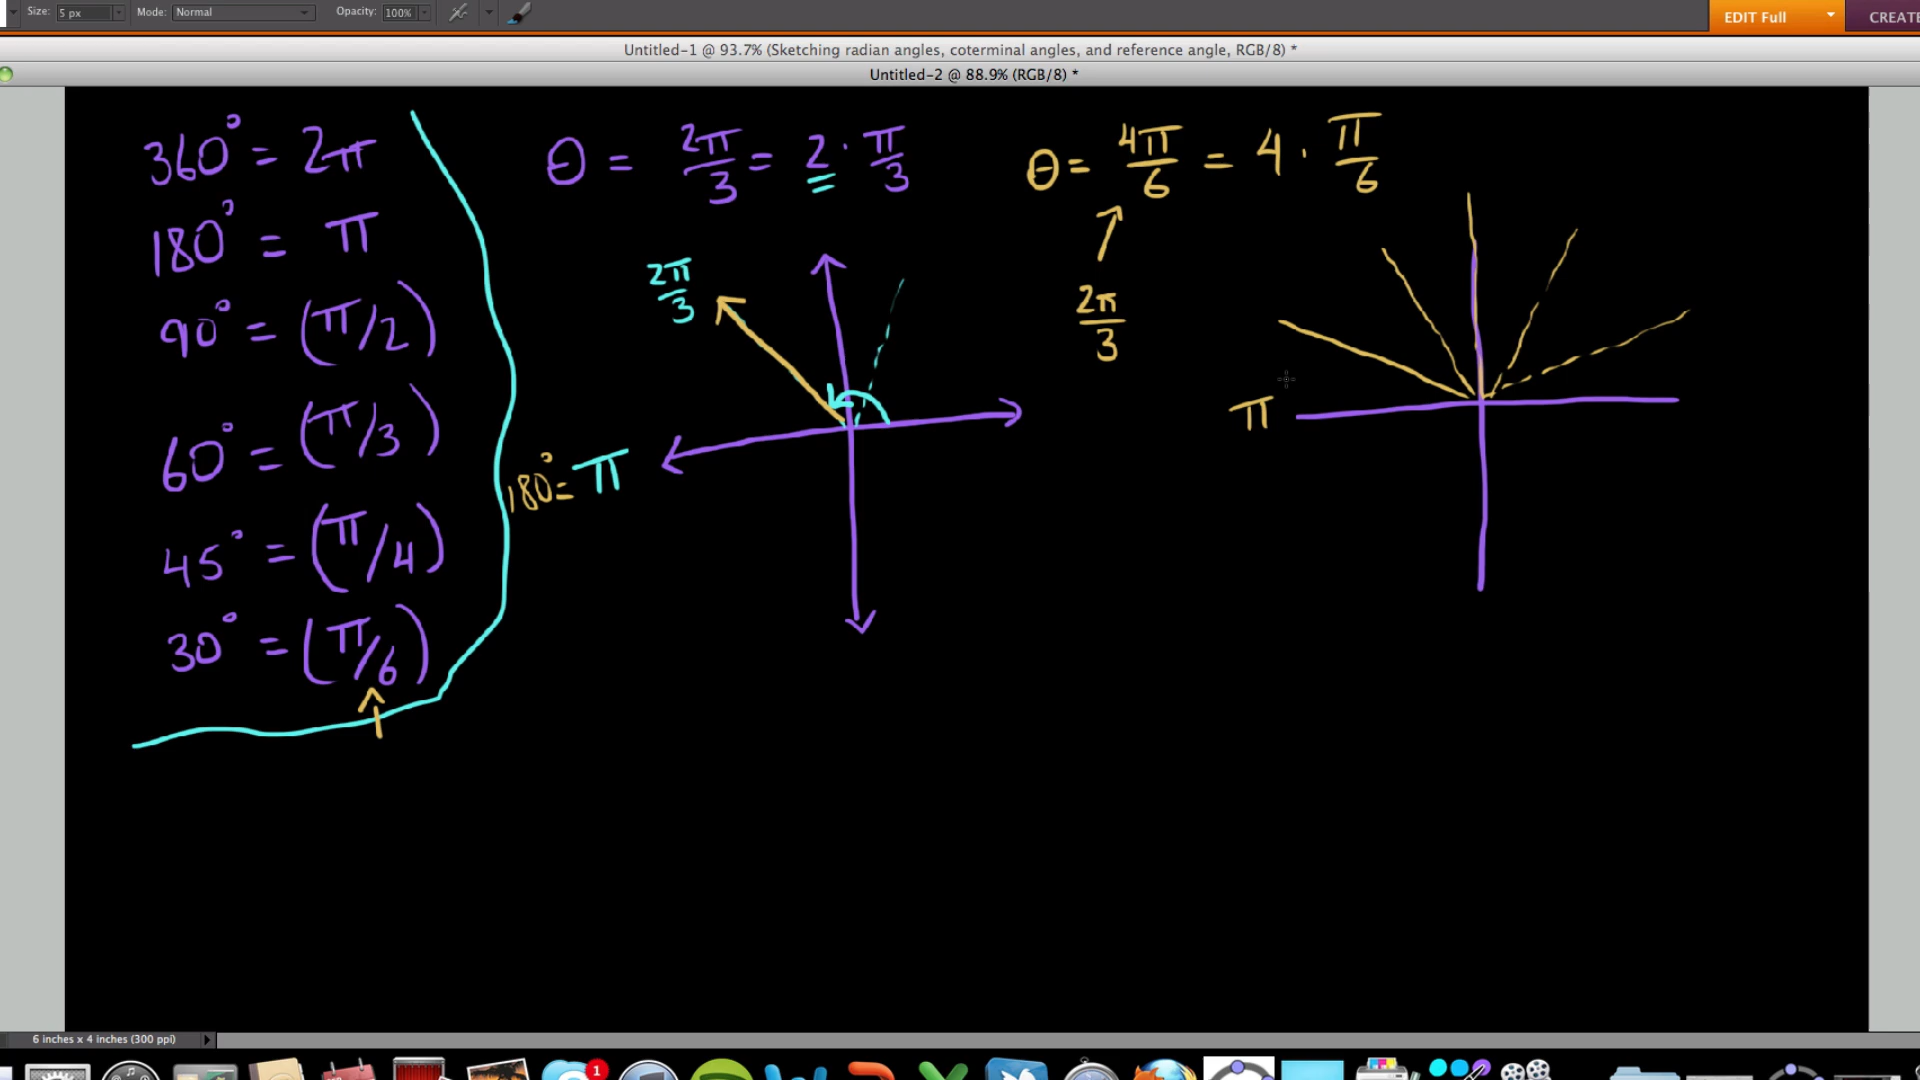 Size: 5 px Mode: Normal Opacity: 100% EDIT Full CREATE
Untitled-1 @ 93.7% (Sketching radian angles, coterminal angles, and reference angle, RGB/8) *
Untitled-2 @ 88.9% (RGB/8) *
360° = 2π
180° = π
90° = (π/2)
60° = (π/3)
45° = (π/4)
30° = (π/6)
θ = 2π/3 = 2 · π/3
2π/3
180° = π
θ = 4π/6 = 4 · π/6
2π/3
π
6 inches x 4 inches (300 ppi)
1